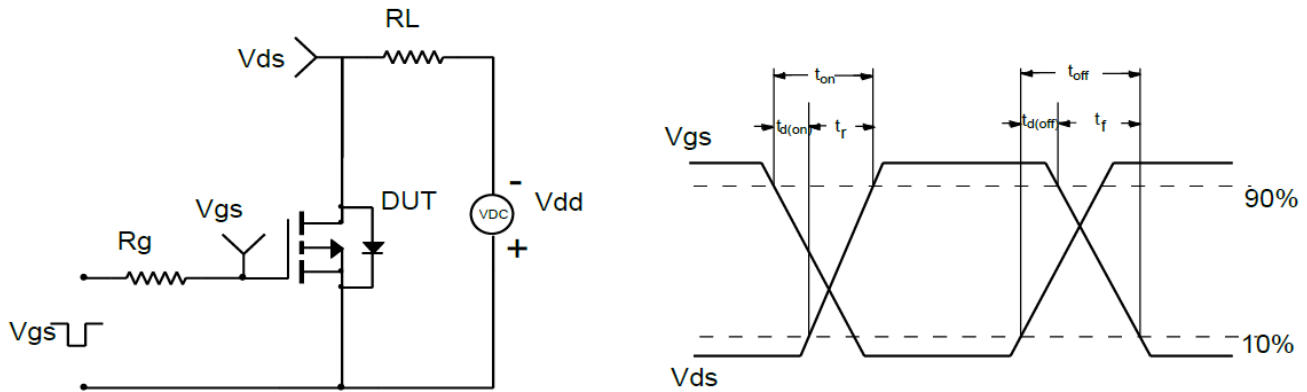 RL
Vds
-
Vdd
+
VDC
DUT
Vgs
Rg
Vgs
ton
toff
td(on)
tr
td(off)
tf
Vgs
90%
10%
Vds